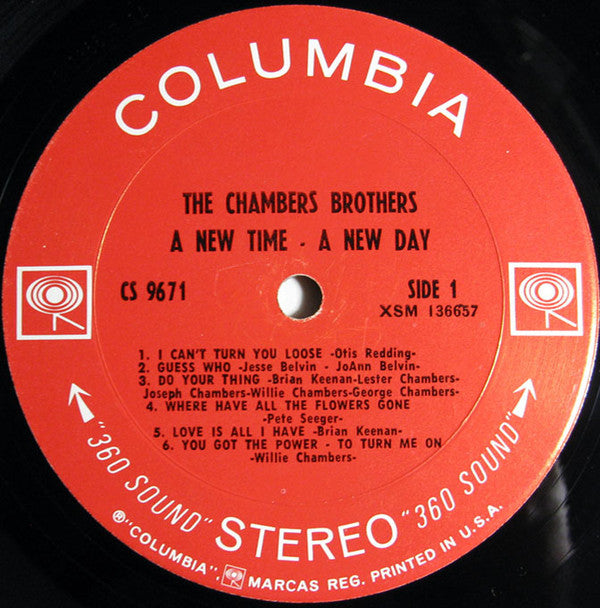 COLUMBIA
THE CHAMBERS BROTHERS
A NEW TIME - A NEW DAY
CS 9671
SIDE 1
XSM 136657
1. I CAN'T TURN YOU LOOSE -Otis Redding-
2. GUESS WHO -Jesse Belvin - JoAnn Belvin-
3. DO YOUR THING -Brian Keenan-Lester Chambers-
Joseph Chambers-Willie Chambers-George Chambers-
4. WHERE HAVE ALL THE FLOWERS GONE
-Pete Seeger-
5. LOVE IS ALL I HAVE -Brian Keenan-
6. YOU GOT THE POWER - TO TURN ME ON
-Willie Chambers-
"360 SOUND" STEREO "360 SOUND"
®"COLUMBIA", MARCAS REG. PRINTED IN U.S.A.